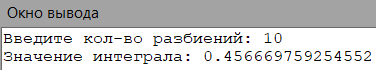 Окно вывода
Введите кол-во разбиений: 10
Значение интеграла: 0.456669759254552